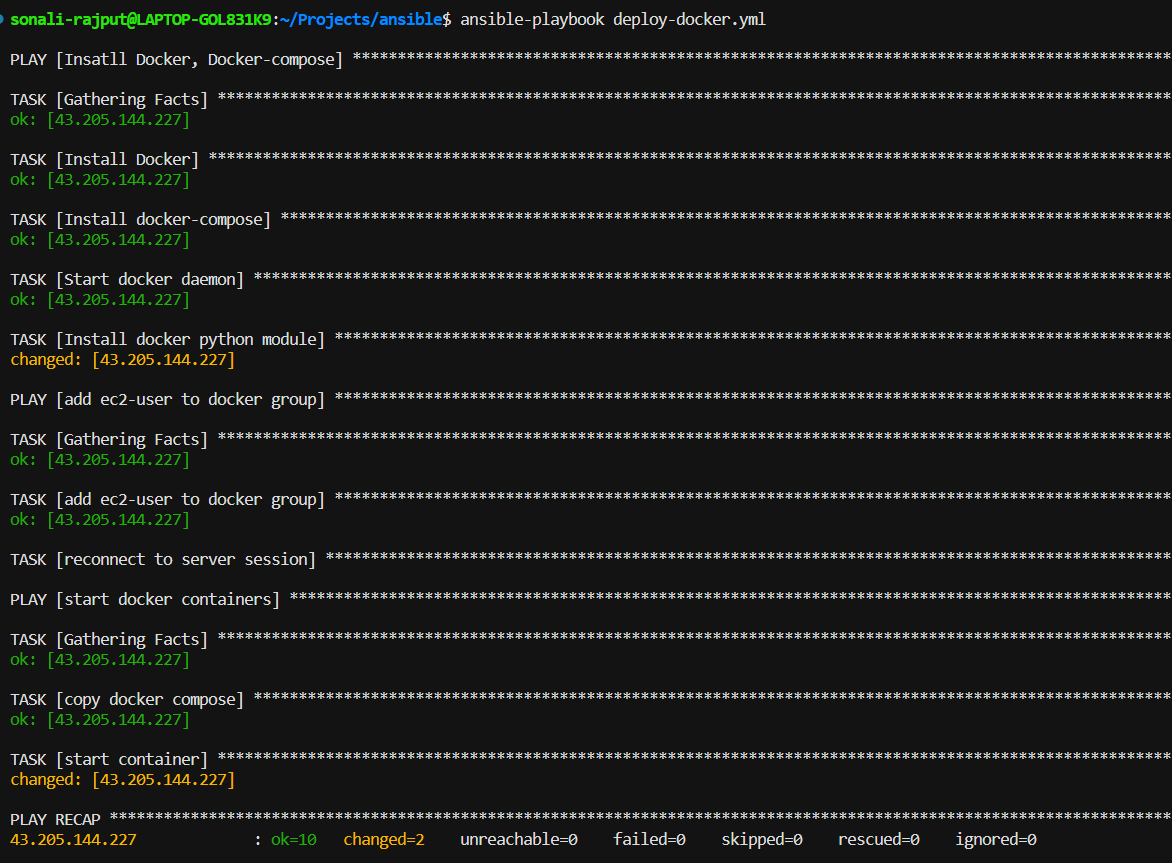 sonali-rajput@LAPTOP-GOL831K9:~/Projects/ansible$ ansible-playbook deploy-docker.yml
PLAY [Insatll Docker, Docker-compose] ******************************************************************************************
TASK [Gathering Facts] *********************************************************************************************************
ok: [43.205.144.227]
TASK [Install Docker] **********************************************************************************************************
ok: [43.205.144.227]
TASK [Install docker-compose] **************************************************************************************************
ok: [43.205.144.227]
TASK [Start docker daemon] *****************************************************************************************************
ok: [43.205.144.227]
TASK [Install docker python module] ********************************************************************************************
changed: [43.205.144.227]
PLAY [add ec2-user to docker group] ********************************************************************************************
TASK [Gathering Facts] *********************************************************************************************************
ok: [43.205.144.227]
TASK [add ec2-user to docker group] ********************************************************************************************
ok: [43.205.144.227]
TASK [reconnect to server session] *********************************************************************************************
PLAY [start docker containers] *************************************************************************************************
TASK [Gathering Facts] *********************************************************************************************************
ok: [43.205.144.227]
TASK [copy docker compose] *****************************************************************************************************
ok: [43.205.144.227]
TASK [start container] *********************************************************************************************************
changed: [43.205.144.227]
PLAY RECAP *********************************************************************************************************************
43.205.144.227             : ok=10   changed=2    unreachable=0    failed=0    skipped=0    rescued=0    ignored=0